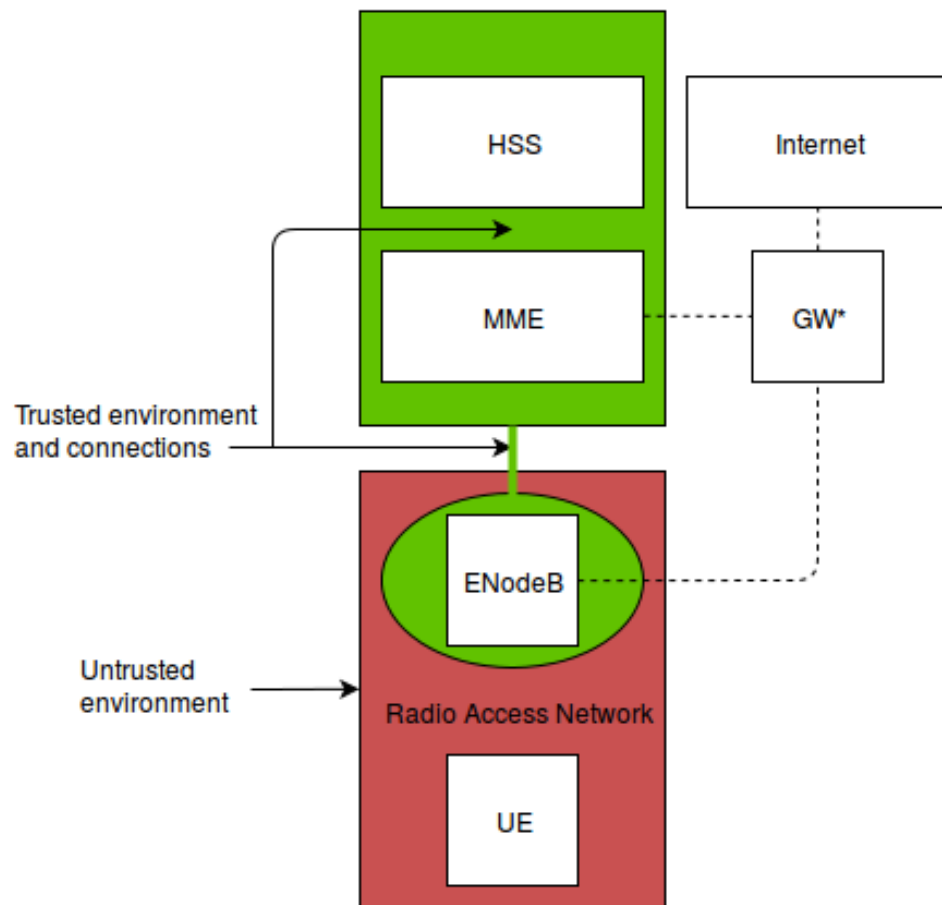 HSS
Internet
MME
GW*
Trusted environment
and connections
ENodeB
Untrusted
environment
Radio Access Network
UE